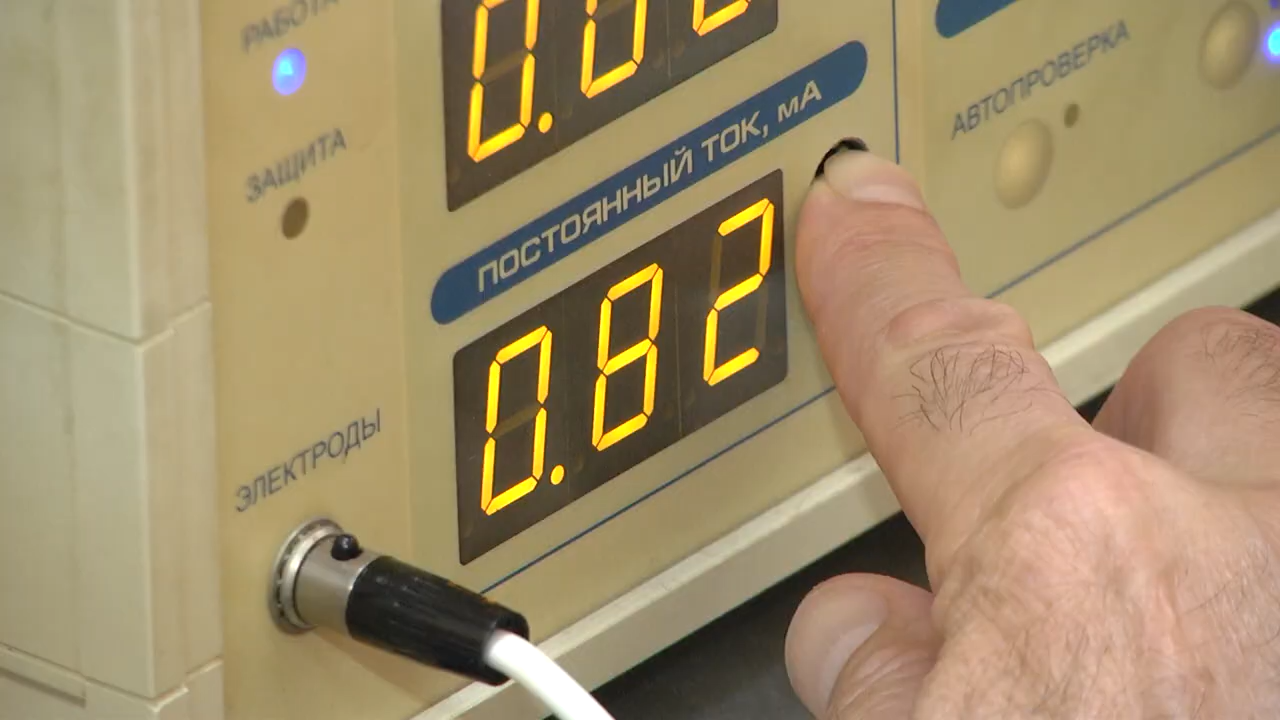 РАБОТА
ЗАЩИТА
ЭЛЕКТРОДЫ
ПОСТОЯННЫЙ ТОК, мА
0.82
АВТОПРОВЕРКА